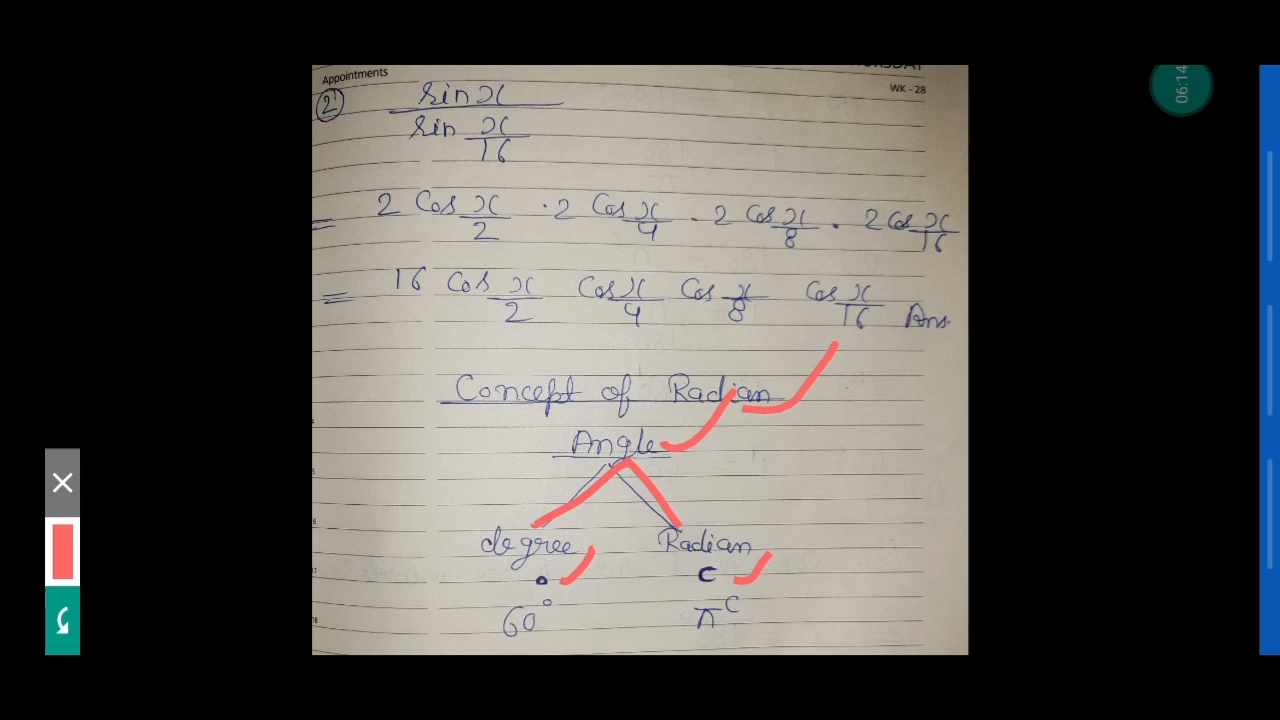 Appointments
WK - 28
06:14
2 sin x
sin x/16
= 2 Cos x/2 . 2 Cos x/4 . 2 Cos x/8 . 2 Cos x/16
= 16 Cos x/2 Cos x/4 Cos x/8 Cos x/16 Ans.
Concept of Radian
Angle
degree Radian
° c
60° π^c